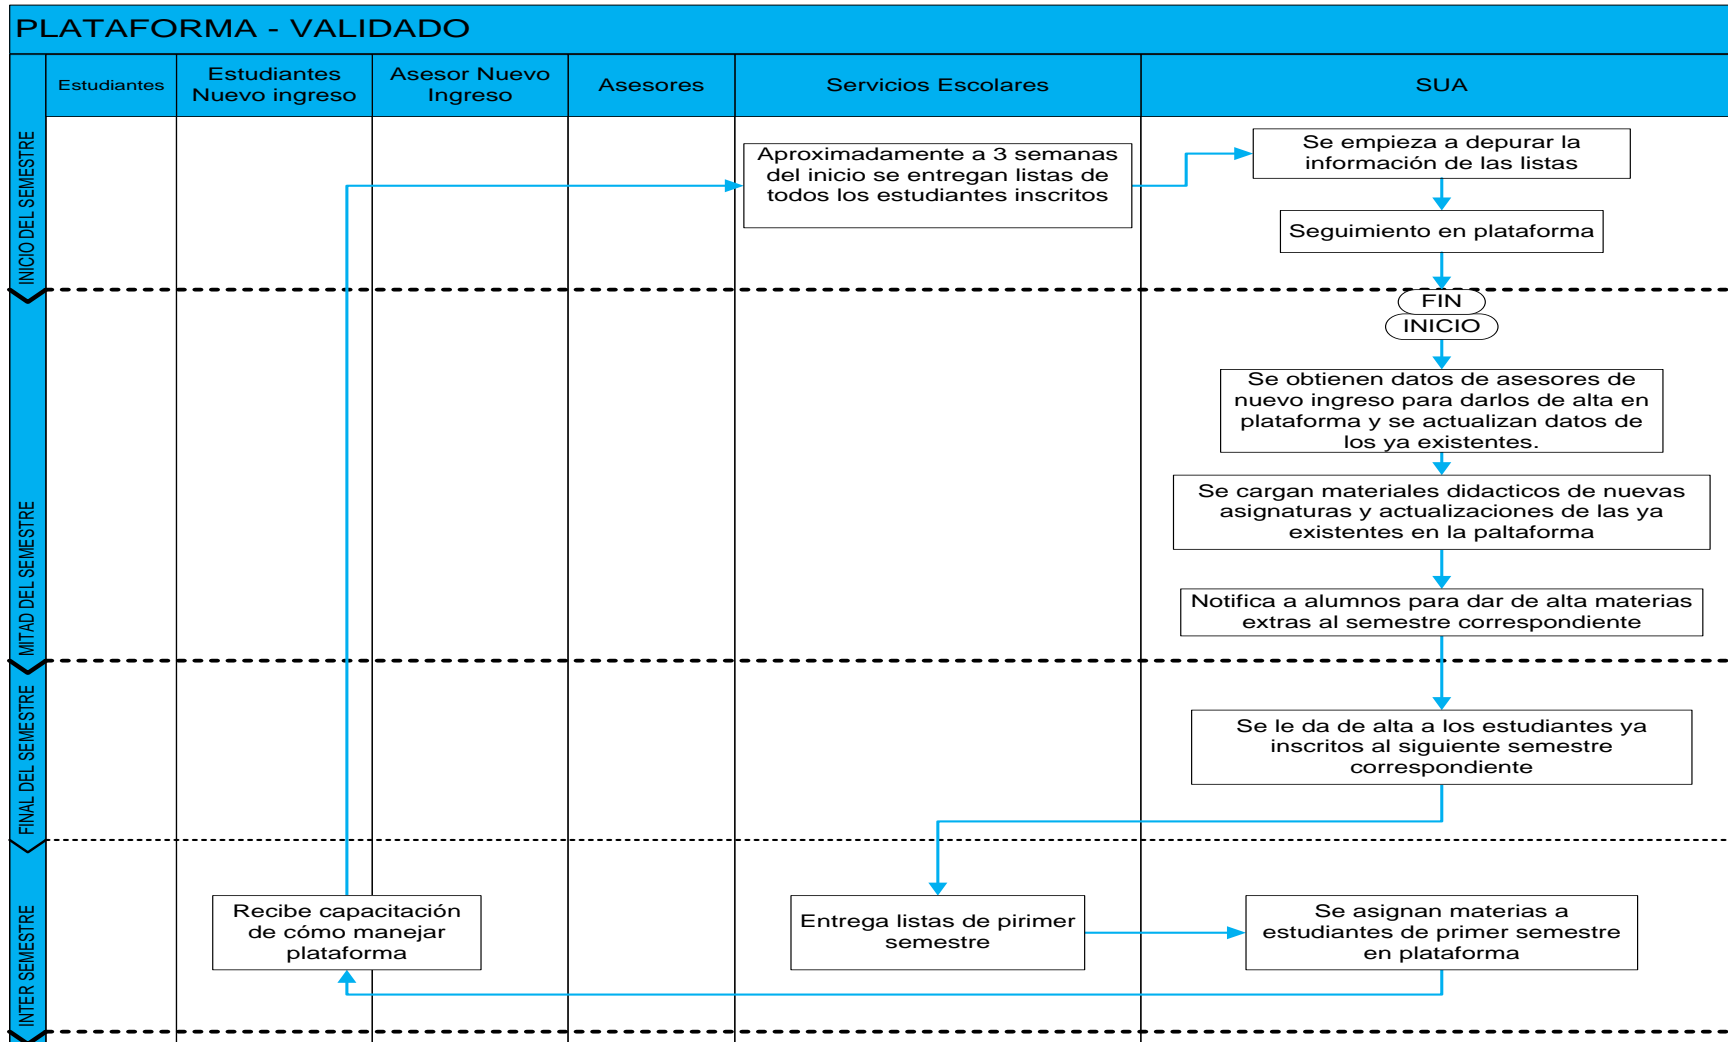 PLATAFORMA - VALIDADO
Estudiantes
Estudiantes
Nuevo ingreso
Asesor Nuevo
Ingreso
Asesores
Servicios Escolares
SUA
INICIO DEL SEMESTRE
Aproximadamente a 3 semanas
del inicio se entregan listas de
todos los estudiantes inscritos
Se empieza a depurar la
información de las listas
Seguimiento en plataforma
FIN
INICIO
MITAD DEL SEMESTRE
Se obtienen datos de asesores de
nuevo ingreso para darlos de alta en
plataforma y se actualizan datos de
los ya existentes.
Se cargan materiales didacticos de nuevas
asignaturas y actualizaciones de las ya
existentes en la paltaforma
Notifica a alumnos para dar de alta materias
extras al semestre correspondiente
FINAL DEL SEMESTRE
Se le da de alta a los estudiantes ya
inscritos al siguiente semestre
correspondiente
INTER SEMESTRE
Recibe capacitación
de cómo manejar
plataforma
Entrega listas de pirimer
semestre
Se asignan materias a
estudiantes de primer semestre
en plataforma